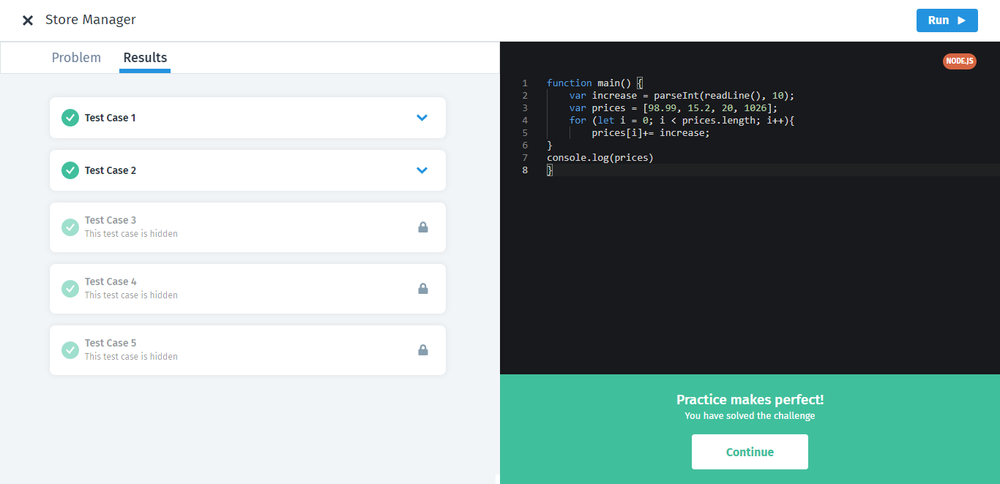 Store Manager
Run
Problem
Results
Test Case 1
Test Case 2
Test Case 3
This test case is hidden
Test Case 4
This test case is hidden
Test Case 5
This test case is hidden
NODE.JS
1 function main() {
2     var increase = parseInt(readLine(), 10);
3     var prices = [98.99, 15.2, 20, 1026];
4     for (let i = 0; i < prices.length; i++){
5         prices[i]+= increase;
6 }
7 console.log(prices)
8 }
Practice makes perfect!
You have solved the challenge
Continue